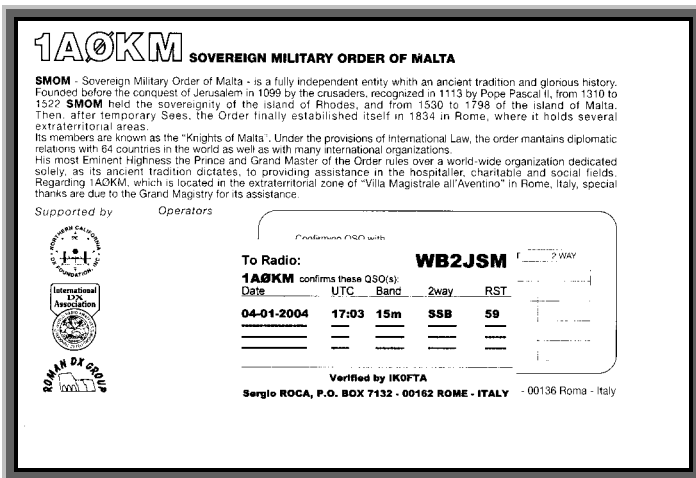 1AØKM SOVEREIGN MILITARY ORDER OF MALTA
SMOM - Sovereign Military Order of Malta - is a fully independent entity whith an ancient tradition and glorious history.
Founded before the conquest of Jerusalem in 1099 by the crusaders, recognized in 1113 by Pope Pascal II, from 1310 to
1522 SMOM held the sovereignity of the island of Rhodes, and from 1530 to 1798 of the island of Malta.
Then, after temporary Sees, the Order finally estabilished itself in 1834 in Rome, where it holds several
extraterritorial areas.
Its members are known as the "Knights of Malta". Under the provisions of International Law, the order mantains diplomatic
relations with 64 countries in the world as well as with many international organizations.
His most Eminent Highness the Prince and Grand Master of the Order rules over a world-wide organization dedicated
solely, as its ancient tradition dictates, to providing assistance in the hospitaller, charitable and social fields.
Regarding 1AØKM, which is located in the extraterritorial zone of "Villa Magistrale all'Aventino" in Rome, Italy, special
thanks are due to the Grand Magistry for its assistance.
Supported by Operators
NORTHERN CALIFORNIA DX FOUNDATION, INC.
International
DX
Association
ROMAN DX GROUP
Confirming QSO with
2 WAY
To Radio: WB2JSM
1AØKM confirms these QSO(s):
Date UTC Band 2way RST
04-01-2004 17:03 15m SSB 59
Verified by IK0FTA
Sergio ROCA, P.O. BOX 7132 - 00162 ROME - ITALY - 00136 Roma - Italy